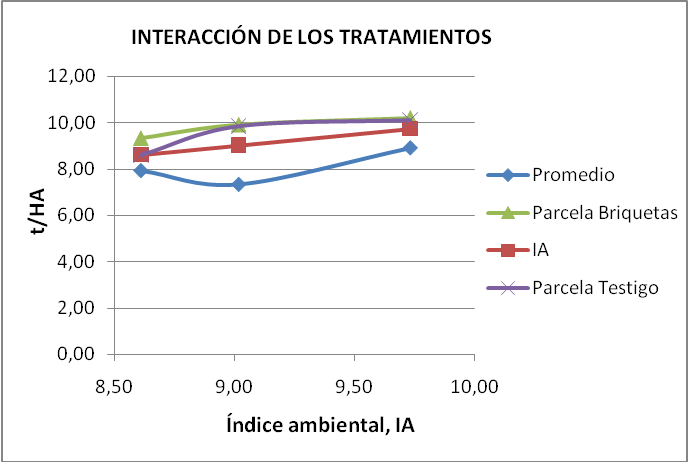 INTERACCIÓN DE LOS TRATAMIENTOS
12,00
10,00
8,00
6,00
4,00
2,00
0,00
t/HA
8,50 9,00 9,50 10,00
Índice ambiental, IA
Promedio
Parcela Briquetas
IA
Parcela Testigo